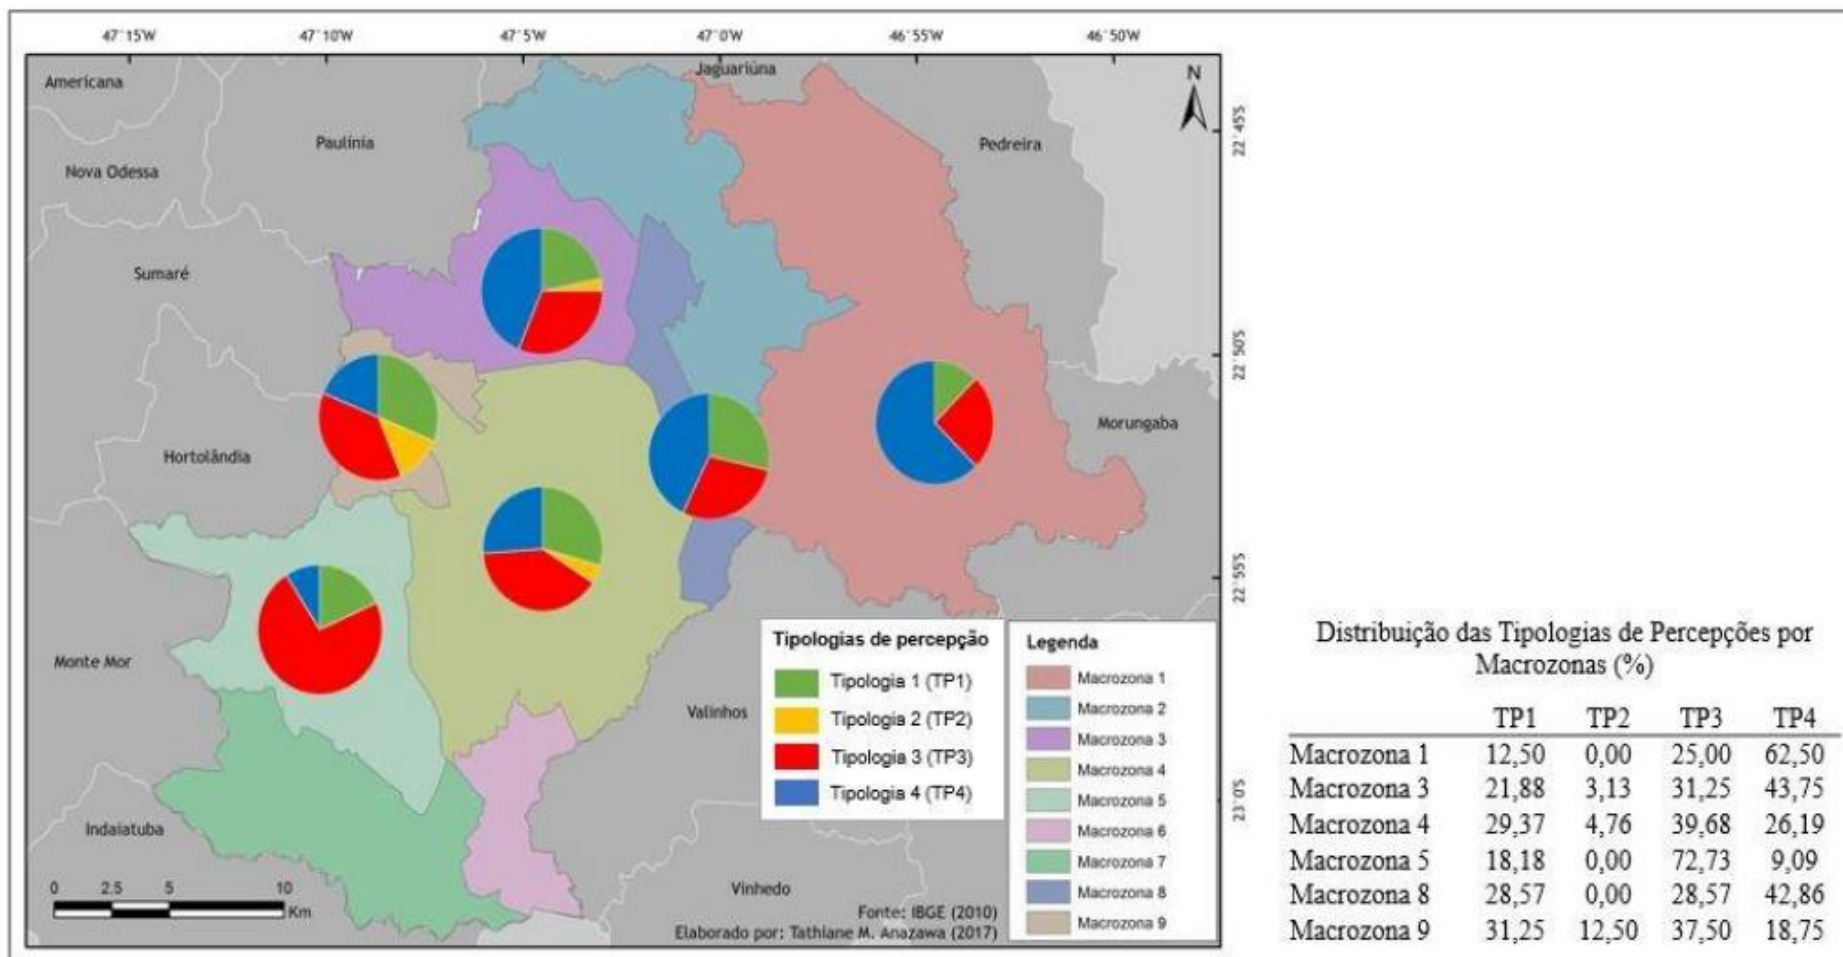 47°15'W 47°10'W 47°5'W 47°0'W 46°55'W 46°50'W
Americana
Jaguariúna
N
Paulínia
Pedreira
22°45'S
Nova Odessa
Sumaré
22°50'S
Morungaba
Hortolândia
22°55'S
Monte Mor
Valinhos
Indaiatuba
Vinhedo
23°0'S
0 2.5 5 10
Km
Tipologias de percepção
Tipologia 1 (TP1)
Tipologia 2 (TP2)
Tipologia 3 (TP3)
Tipologia 4 (TP4)
Legenda
Macrozona 1
Macrozona 2
Macrozona 3
Macrozona 4
Macrozona 5
Macrozona 6
Macrozona 7
Macrozona 8
Macrozona 9
Fonte: IBGE (2010)
Elaborado por: Tathiane M. Anazawa (2017)
Distribuição das Tipologias de Percepções por
Macrozonas (%)
TP1 TP2 TP3 TP4
Macrozona 1 12,50 0,00 25,00 62,50
Macrozona 3 21,88 3,13 31,25 43,75
Macrozona 4 29,37 4,76 39,68 26,19
Macrozona 5 18,18 0,00 72,73 9,09
Macrozona 8 28,57 0,00 28,57 42,86
Macrozona 9 31,25 12,50 37,50 18,75